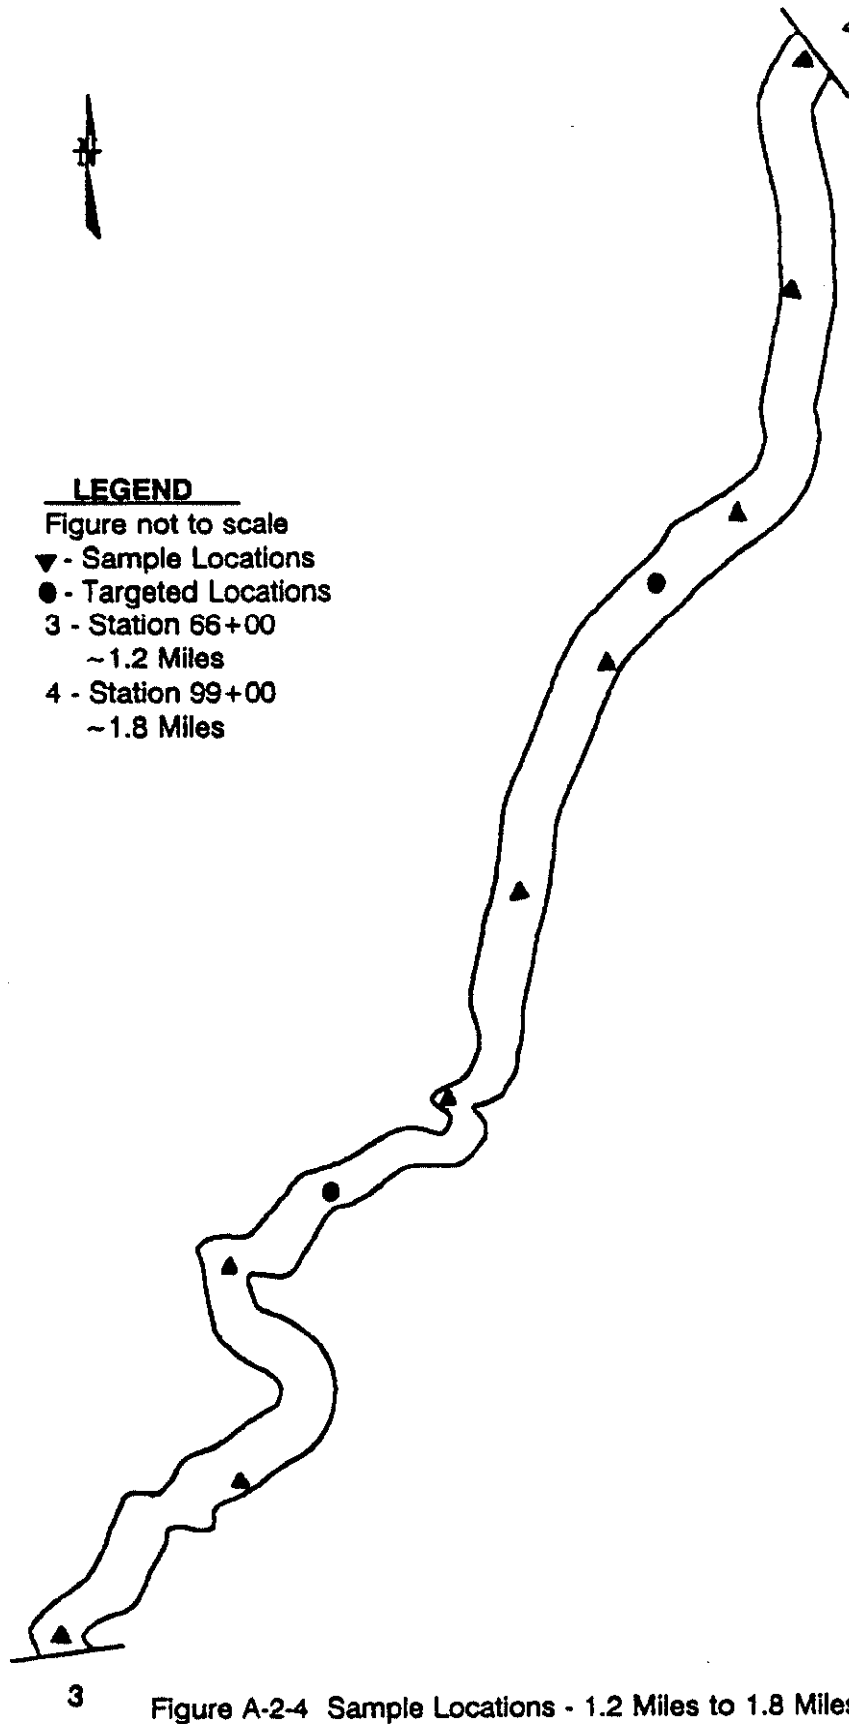 N
LEGEND
Figure not to scale
▼ - Sample Locations
● - Targeted Locations
3 - Station 66+00
~1.2 Miles
4 - Station 99+00
~1.8 Miles
3
Figure A-2-4 Sample Locations - 1.2 Miles to 1.8 Miles